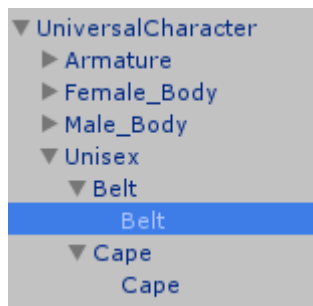 UniversalCharacter
Armature
Female_Body
Male_Body
Unisex
Belt
Belt
Cape
Cape